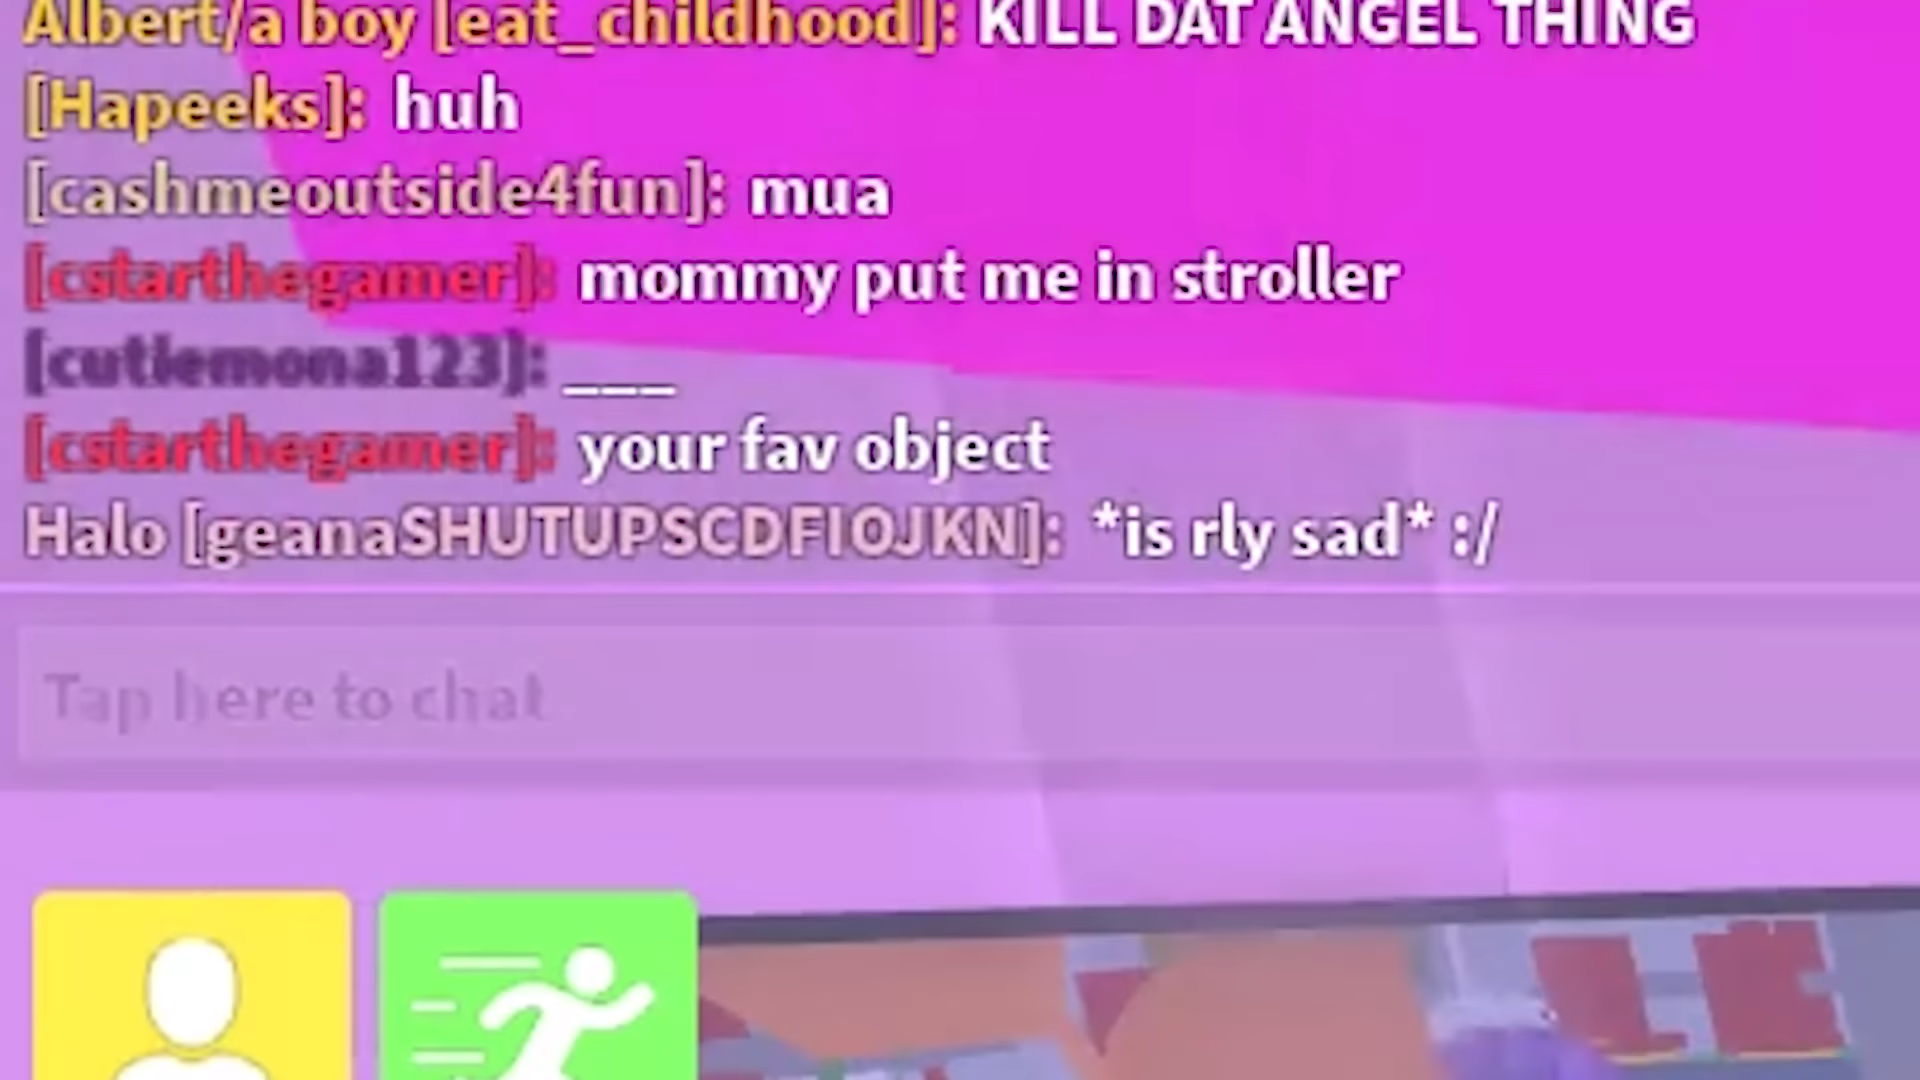 Albert/a boy [eat_childhood]: KILL DAT ANGEL THING
[Hapeeks]: huh
[cashmeoutside4fun]: mua
[cstarthegamer]: mommy put me in stroller
[cutiemona123]: ___
[cstarthegamer]: your fav object
Halo [geanaSHUTUPSCDFIOJKN]: *is rly sad* :/
Tap here to chat